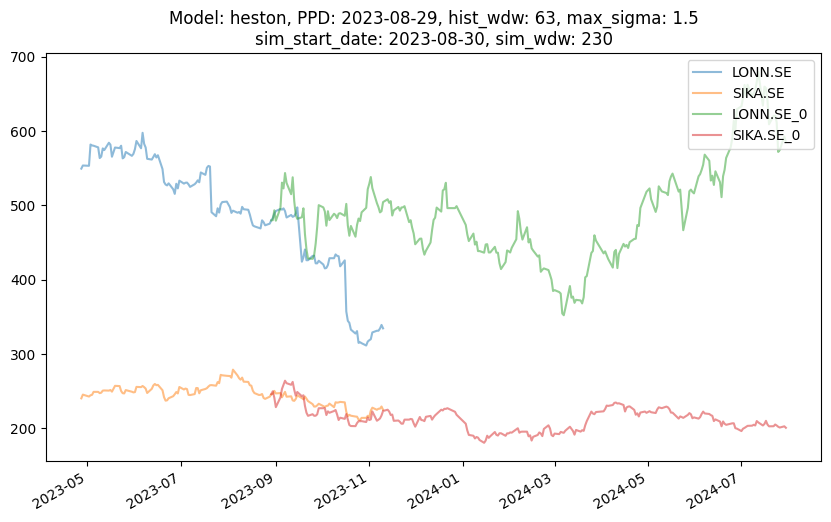 Model: heston, PPD: 2023-08-29, hist_wdw: 63, max_sigma: 1.5
sim_start_date: 2023-08-30, sim_wdw: 230
700
600
500
400
300
200
LONN.SE
SIKA.SE
LONN.SE_0
SIKA.SE_0
2023-05
2023-07
2023-09
2023-11
2024-01
2024-03
2024-05
2024-07